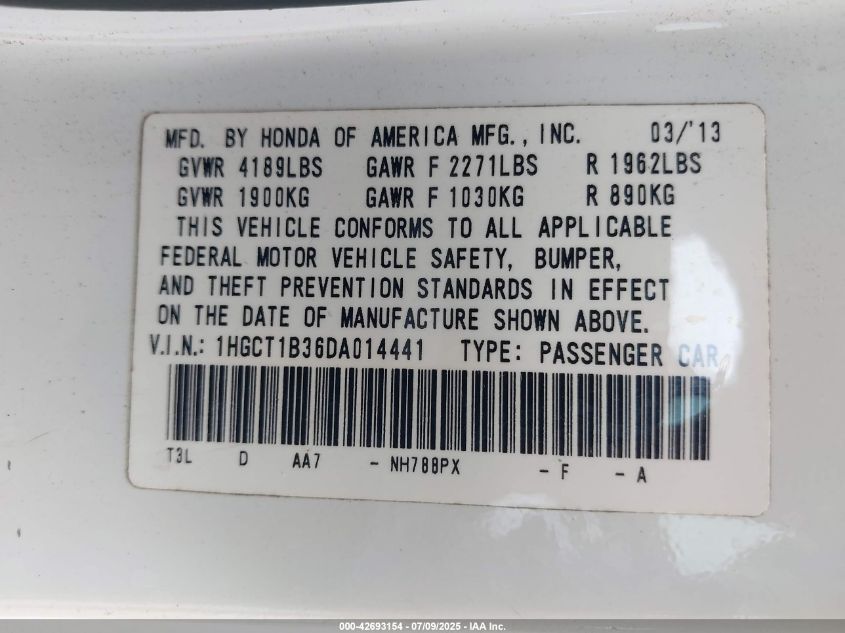 MFD. BY HONDA OF AMERICA MFG., INC. 03/'13
GVWR 4189LBS GAWR F 2271LBS R 1962LBS
GVWR 1900KG GAWR F 1030KG R 890KG
THIS VEHICLE CONFORMS TO ALL APPLICABLE
FEDERAL MOTOR VEHICLE SAFETY, BUMPER,
AND THEFT PREVENTION STANDARDS IN EFFECT
ON THE DATE OF MANUFACTURE SHOWN ABOVE.
V.I.N.: 1HGCT1B36DA014441 TYPE: PASSENGER CAR
T3L D AA7 - NH788PX - F - A
000-42693154 - 07/09/2025 - IAA Inc.